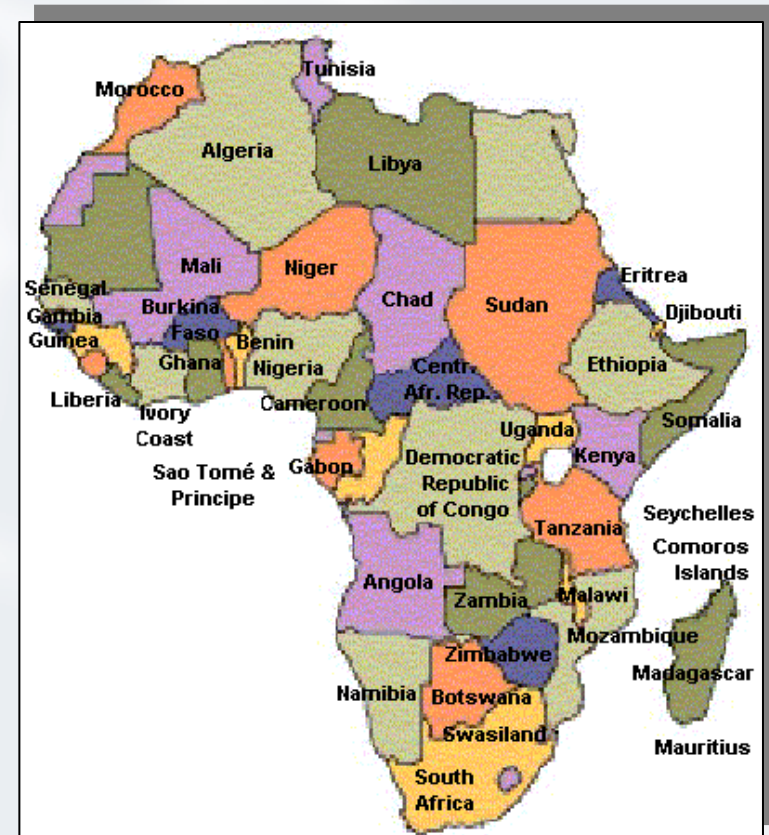 Tunisia
Morocco
Algeria
Libya
Mali
Niger
Chad
Sudan
Eritrea
Senegal
Gambia
Guinea
Burkina
Faso
Djibouti
Benin
Ghana
Nigeria
Centr.
Afr. Rep.
Ethiopia
Liberia
Ivory
Coast
Cameroon
Somalia
Uganda
Kenya
Sao Tomé &
Principe
Gabon
Democratic
Republic
of Congo
Tanzania
Seychelles
Comoros
Islands
Angola
Zambia
Malawi
Mozambique
Zimbabwe
Madagascar
Namibia
Botswana
Swasiland
Mauritius
South
Africa